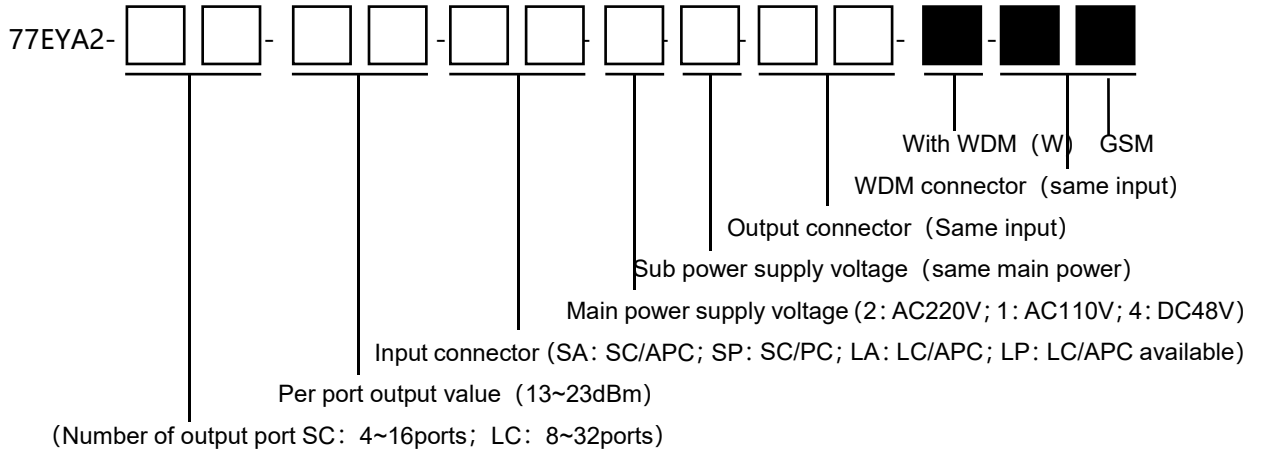 77EYA2- - - - - - - -
With WDM（W） GSM
WDM connector（same input）
Output connector（Same input）
Sub power supply voltage（same main power）
Main power supply voltage（2：AC220V；1：AC110V；4：DC48V）
Input connector（SA：SC/APC；SP：SC/PC；LA：LC/APC；LP：LC/APC available）
Per port output value（13~23dBm）
（Number of output port SC：4~16ports；LC：8~32ports）